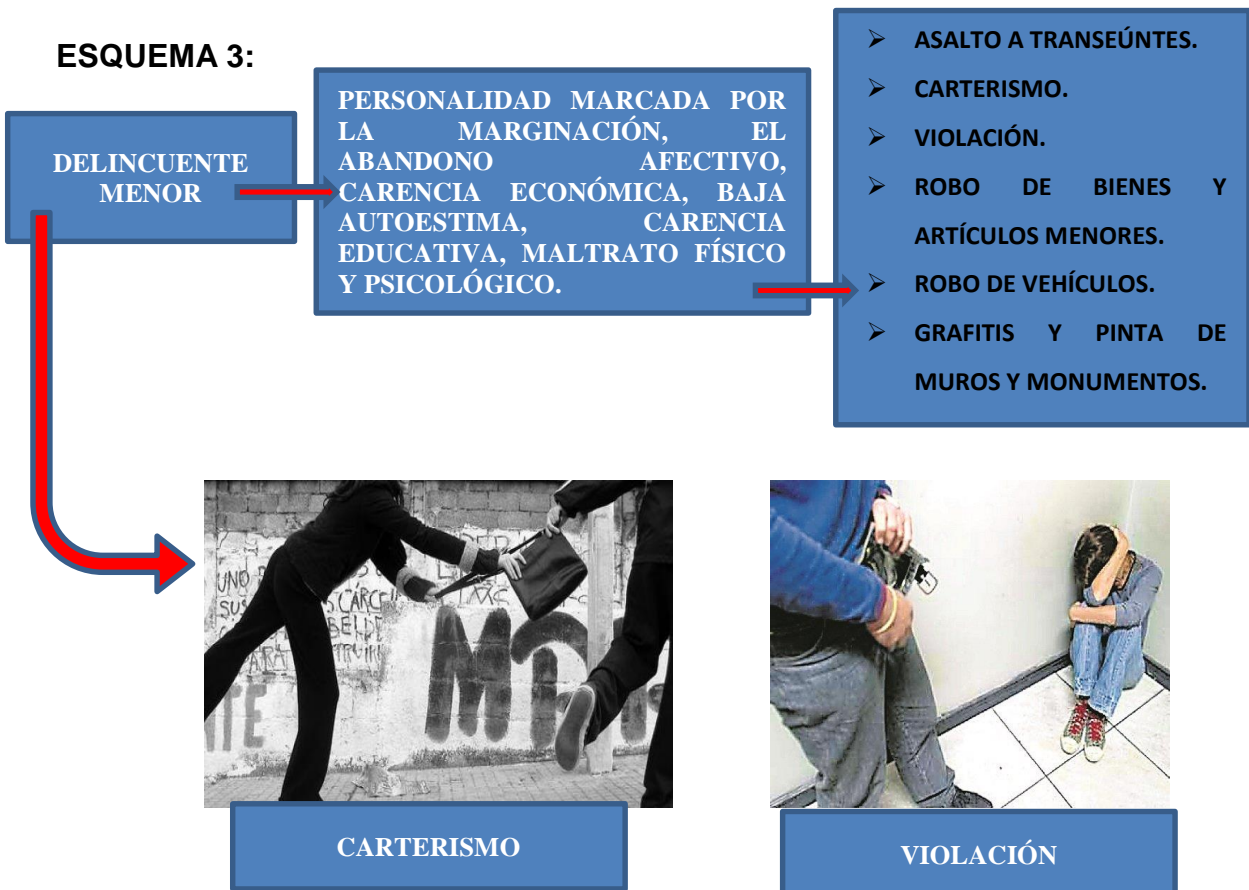 ESQUEMA 3:
DELINCUENTE
MENOR
PERSONALIDAD MARCADA POR
LA MARGINACIÓN, EL
ABANDONO AFECTIVO,
CARENCIA ECONÓMICA, BAJA
AUTOESTIMA, CARENCIA
EDUCATIVA, MALTRATO FÍSICO
Y PSICOLÓGICO.
➢ ASALTO A TRANSEÚNTES.
➢ CARTERISMO.
➢ VIOLACIÓN.
➢ ROBO DE BIENES Y
ARTÍCULOS MENORES.
➢ ROBO DE VEHÍCULOS.
➢ GRAFITIS Y PINTA DE
MUROS Y MONUMENTOS.
UNO
CARTERISMO
VIOLACIÓN